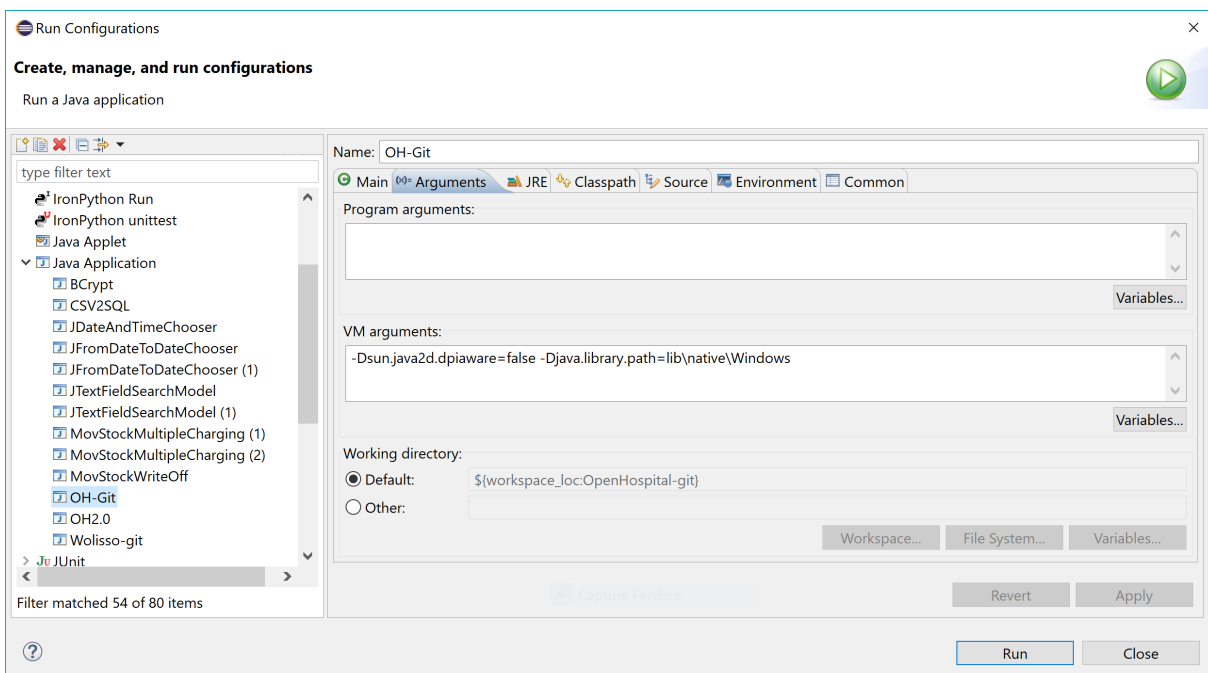 Run Configurations
Create, manage, and run configurations
Run a Java application
type filter text
IronPython Run
IronPython unittest
Java Applet
Java Application
BCrypt
CSV2SQL
JDateAndTimeChooser
JFromDateToDateChooser
JFromDateToDateChooser (1)
JTextFieldSearchModel
JTextFieldSearchModel (1)
MovStockMultipleCharging (1)
MovStockMultipleCharging (2)
MovStockWriteOff
OH-Git
OH2.0
Wolisso-git
JUnit
Filter matched 54 of 80 items
Name: OH-Git
Main (x)= Arguments JRE Classpath Source Environment Common
Program arguments:
Variables...
VM arguments:
-Dsun.java2d.dpiaware=false -Djava.library.path=lib\native\Windows
Variables...
Working directory:
Default: ${workspace_loc:OpenHospital-git}
Other:
Workspace... File System... Variables...
Capture Fenêtre
Revert Apply
Run Close